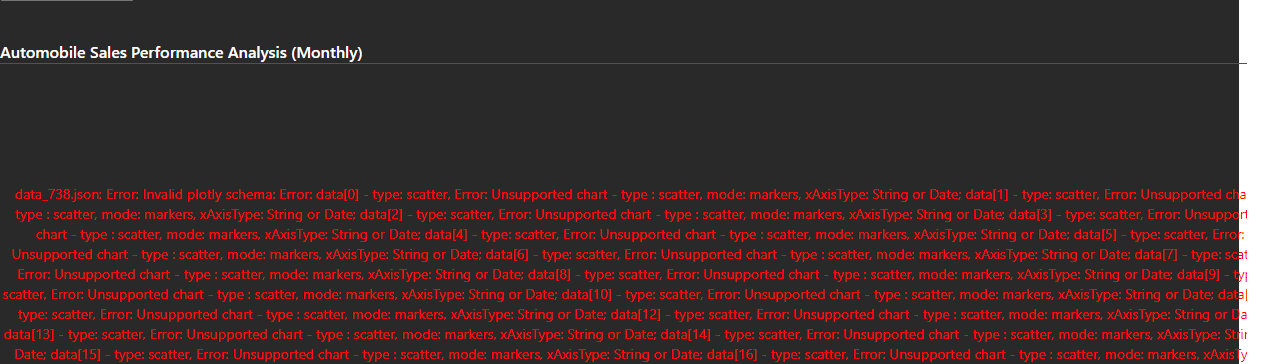 Automobile Sales Performance Analysis (Monthly)
data_738.json: Error: Invalid plotly schema: Error: data[0] - type: scatter, Error: Unsupported chart - type : scatter, mode: markers, xAxisType: String or Date; data[1] - type: scatter, Error: Unsupported cha
type : scatter, mode: markers, xAxisType: String or Date; data[2] - type: scatter, Error: Unsupported chart - type : scatter, mode: markers, xAxisType: String or Date; data[3] - type: scatter, Error: Unsupport
chart - type : scatter, mode: markers, xAxisType: String or Date; data[4] - type: scatter, Error: Unsupported chart - type : scatter, mode: markers, xAxisType: String or Date; data[5] - type: scatter, Error:
Unsupported chart - type : scatter, mode: markers, xAxisType: String or Date; data[6] - type: scatter, Error: Unsupported chart - type : scatter, mode: markers, xAxisType: String or Date; data[7] - type: scat
Error: Unsupported chart - type : scatter, mode: markers, xAxisType: String or Date; data[8] - type: scatter, Error: Unsupported chart - type : scatter, mode: markers, xAxisType: String or Date; data[9] - typ
scatter, Error: Unsupported chart - type : scatter, mode: markers, xAxisType: String or Date; data[10] - type: scatter, Error: Unsupported chart - type : scatter, mode: markers, xAxisType: String or Date; data[
type: scatter, Error: Unsupported chart - type : scatter, mode: markers, xAxisType: String or Date; data[12] - type: scatter, Error: Unsupported chart - type : scatter, mode: markers, xAxisType: String or Da
data[13] - type: scatter, Error: Unsupported chart - type : scatter, mode: markers, xAxisType: String or Date; data[14] - type: scatter, Error: Unsupported chart - type : scatter, mode: markers, xAxisType: Stri
Date; data[15] - type: scatter, Error: Unsupported chart - type : scatter, mode: markers, xAxisType: String or Date; data[16] - type: scatter, Error: Unsupported chart - type : scatter, mode: markers, xAxisTy